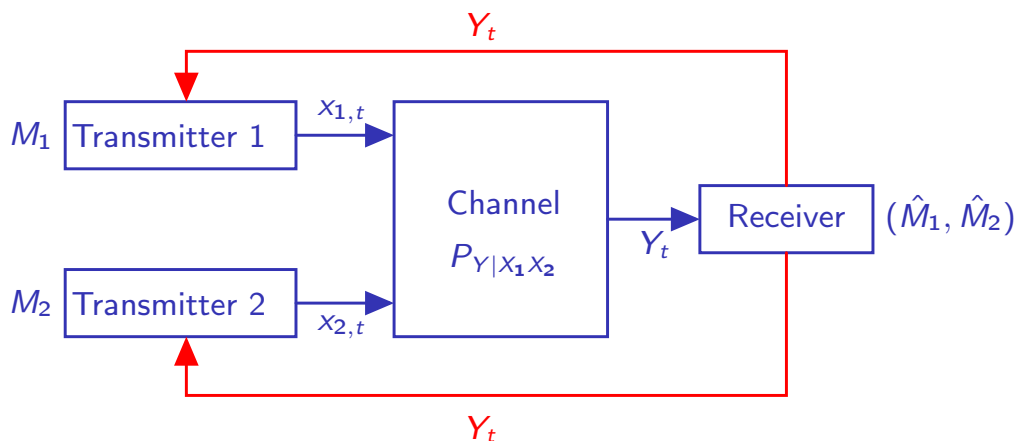 Y_t
M_1 Transmitter 1 x_{1,t}
Channel
P_{Y|X_1X_2}
Y_t
Receiver (\hat{M}_1, \hat{M}_2)
M_2 Transmitter 2 x_{2,t}
Y_t